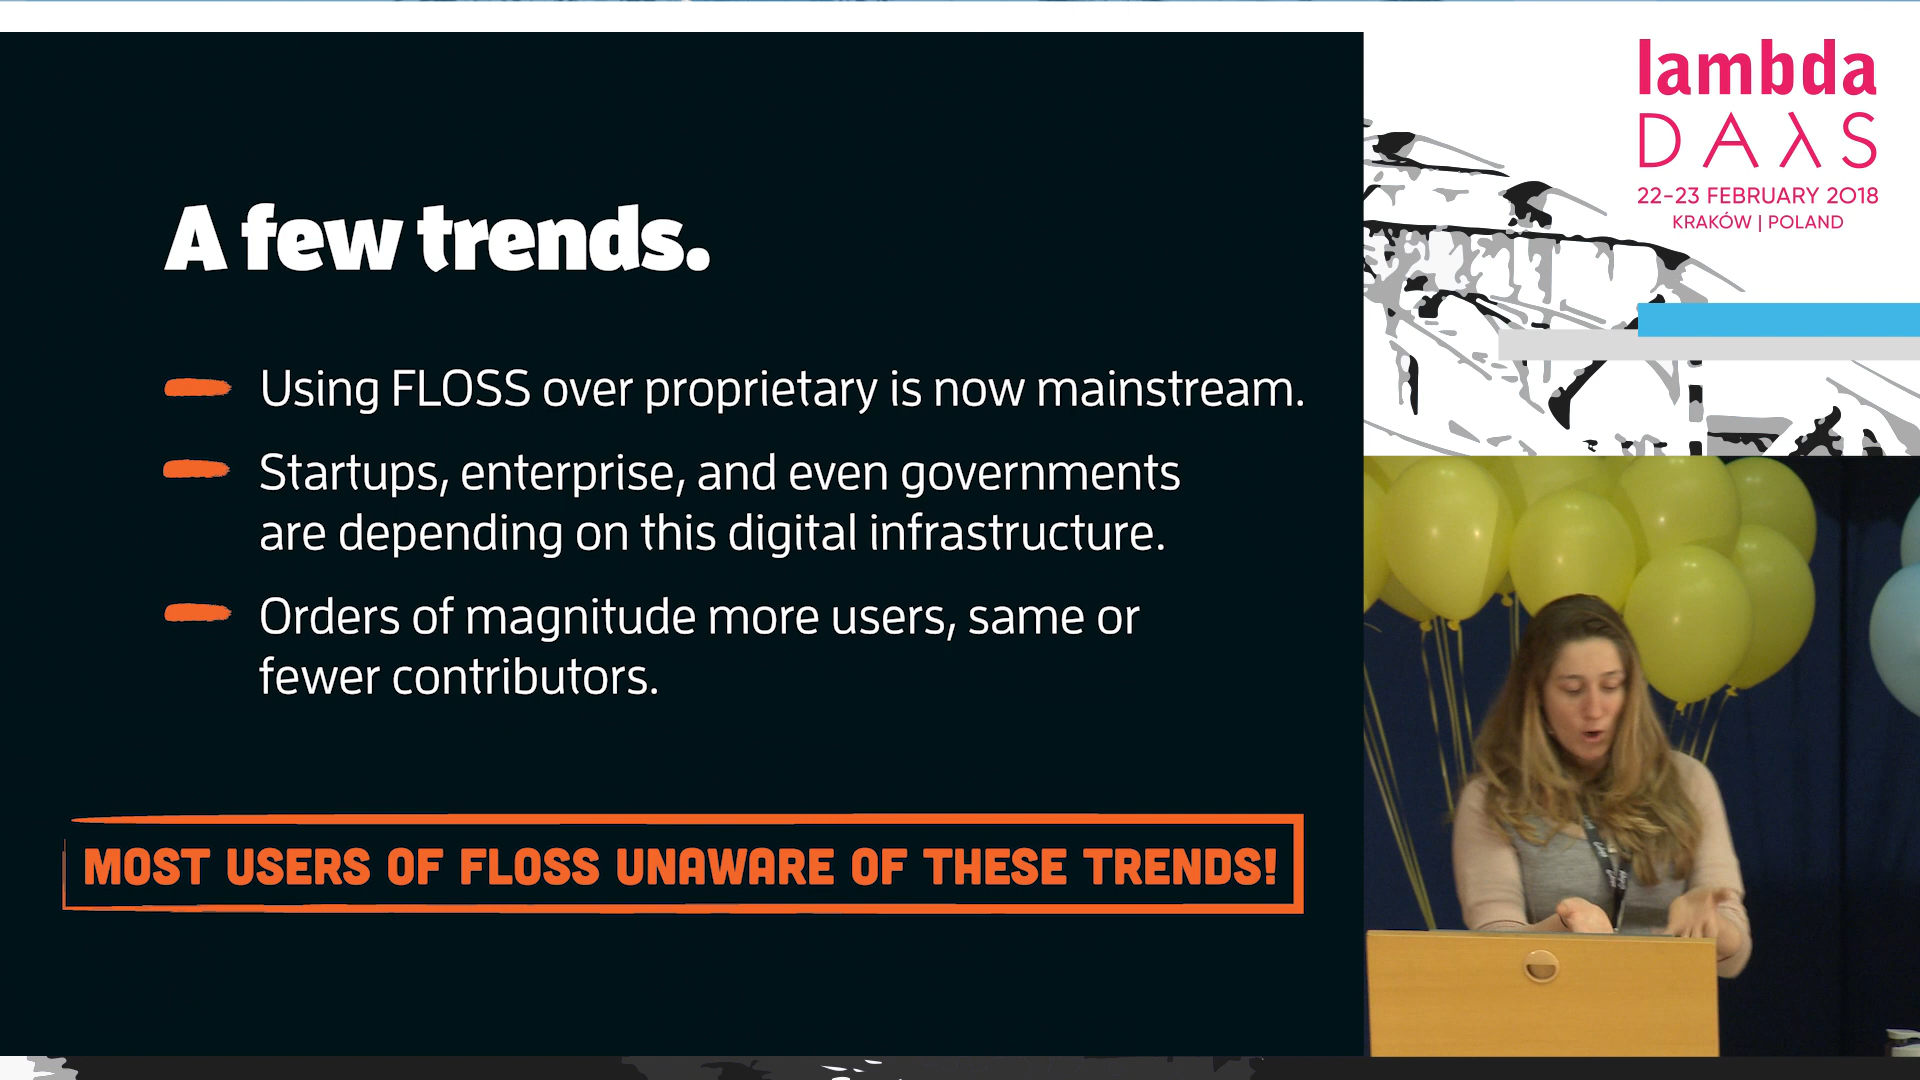 A few trends.
Using FLOSS over proprietary is now mainstream.
Startups, enterprise, and even governments
are depending on this digital infrastructure.
Orders of magnitude more users, same or
fewer contributors.
MOST USERS OF FLOSS UNAWARE OF THESE TRENDS!
lambda
DAλS
22-23 FEBRUARY 2018
KRAKÓW | POLAND